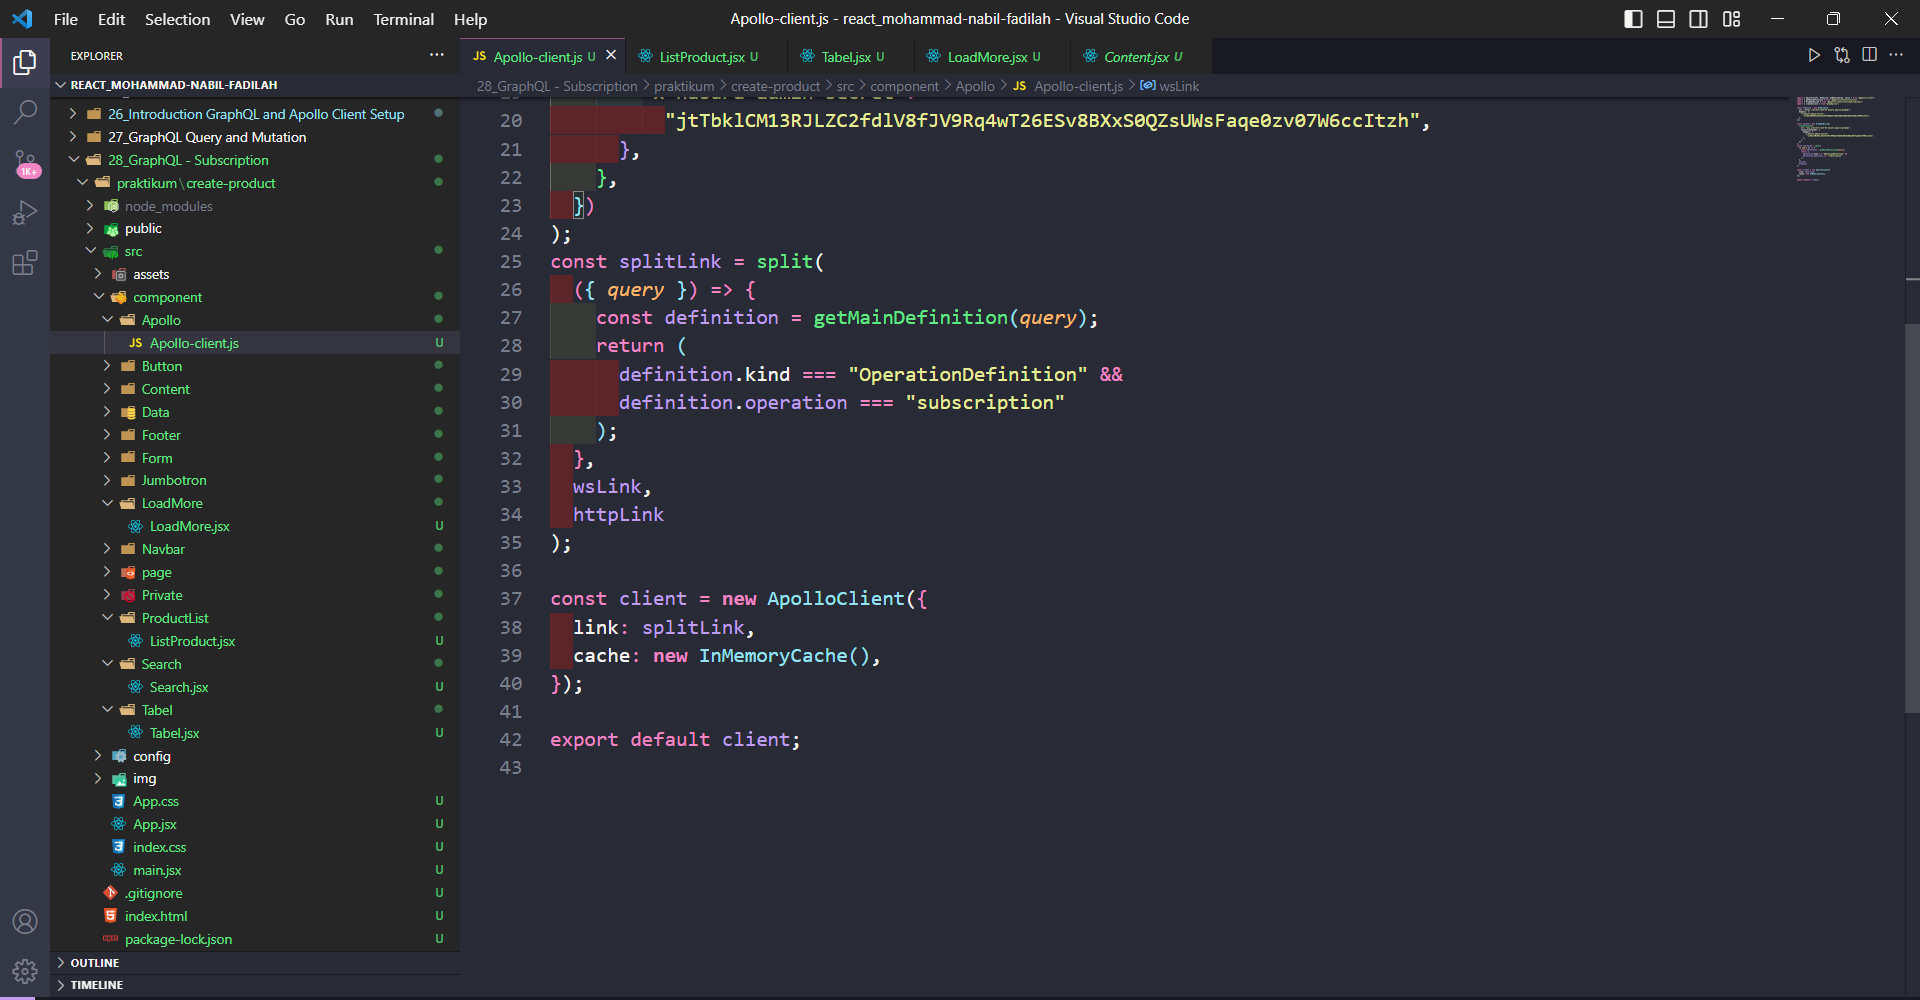 File Edit Selection View Go Run Terminal Help
Apollo-client.js - react_mohammad-nabil-fadilah - Visual Studio Code
EXPLORER
REACT_MOHAMMAD-NABIL-FADILAH
26_Introduction GraphQL and Apollo Client Setup
27_GraphQL Query and Mutation
28_GraphQL - Subscription
praktikum\create-product
node_modules
public
src
assets
component
Apollo
JS Apollo-client.js U
Button
Content
Data
Footer
Form
Jumbotron
LoadMore
LoadMore.jsx U
Navbar
page
Private
ProductList
ListProduct.jsx U
Search
Search.jsx U
Tabel
Tabel.jsx U
config
img
App.css U
App.jsx U
index.css U
main.jsx U
.gitignore U
index.html U
package-lock.json U
OUTLINE
TIMELINE
1K+
JS Apollo-client.js U
ListProduct.jsx U
Tabel.jsx U
LoadMore.jsx U
Content.jsx U
28_GraphQL - Subscription > praktikum > create-product > src > component > Apollo > JS Apollo-client.js > wsLink
20 "jtTbklCM13RJLZC2fdlV8fJV9Rq4wT26ESv8BXxS0QZsUWsFaqe0zv07W6ccItzh",
21 },
22 },
23 })
24 );
25 const splitLink = split(
26 ({ query }) => {
27 const definition = getMainDefinition(query);
28 return (
29 definition.kind === "OperationDefinition" &&
30 definition.operation === "subscription"
31 );
32 },
33 wsLink,
34 httpLink
35 );
36
37 const client = new ApolloClient({
38 link: splitLink,
39 cache: new InMemoryCache(),
40 });
41
42 export default client;
43